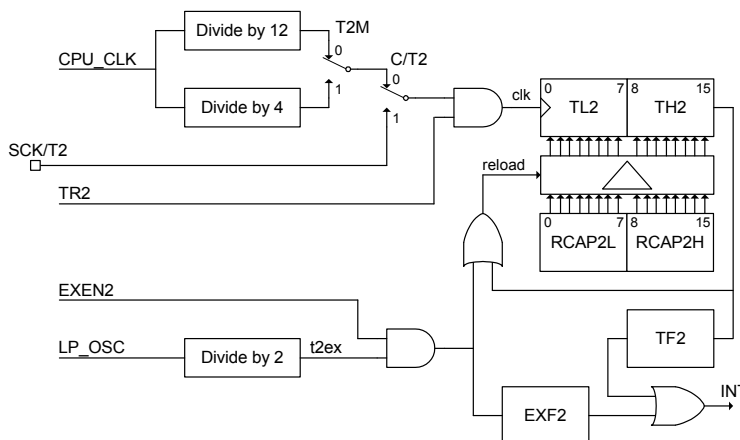 Divide by 12
T2M
CPU_CLK
0
C/T2
1
0
Divide by 4
1
clk
0 7 8 15
TL2 TH2
SCK/T2
reload
TR2
0 7 8 15
RCAP2L RCAP2H
EXEN2
LP_OSC
Divide by 2
t2ex
TF2
EXF2
INT